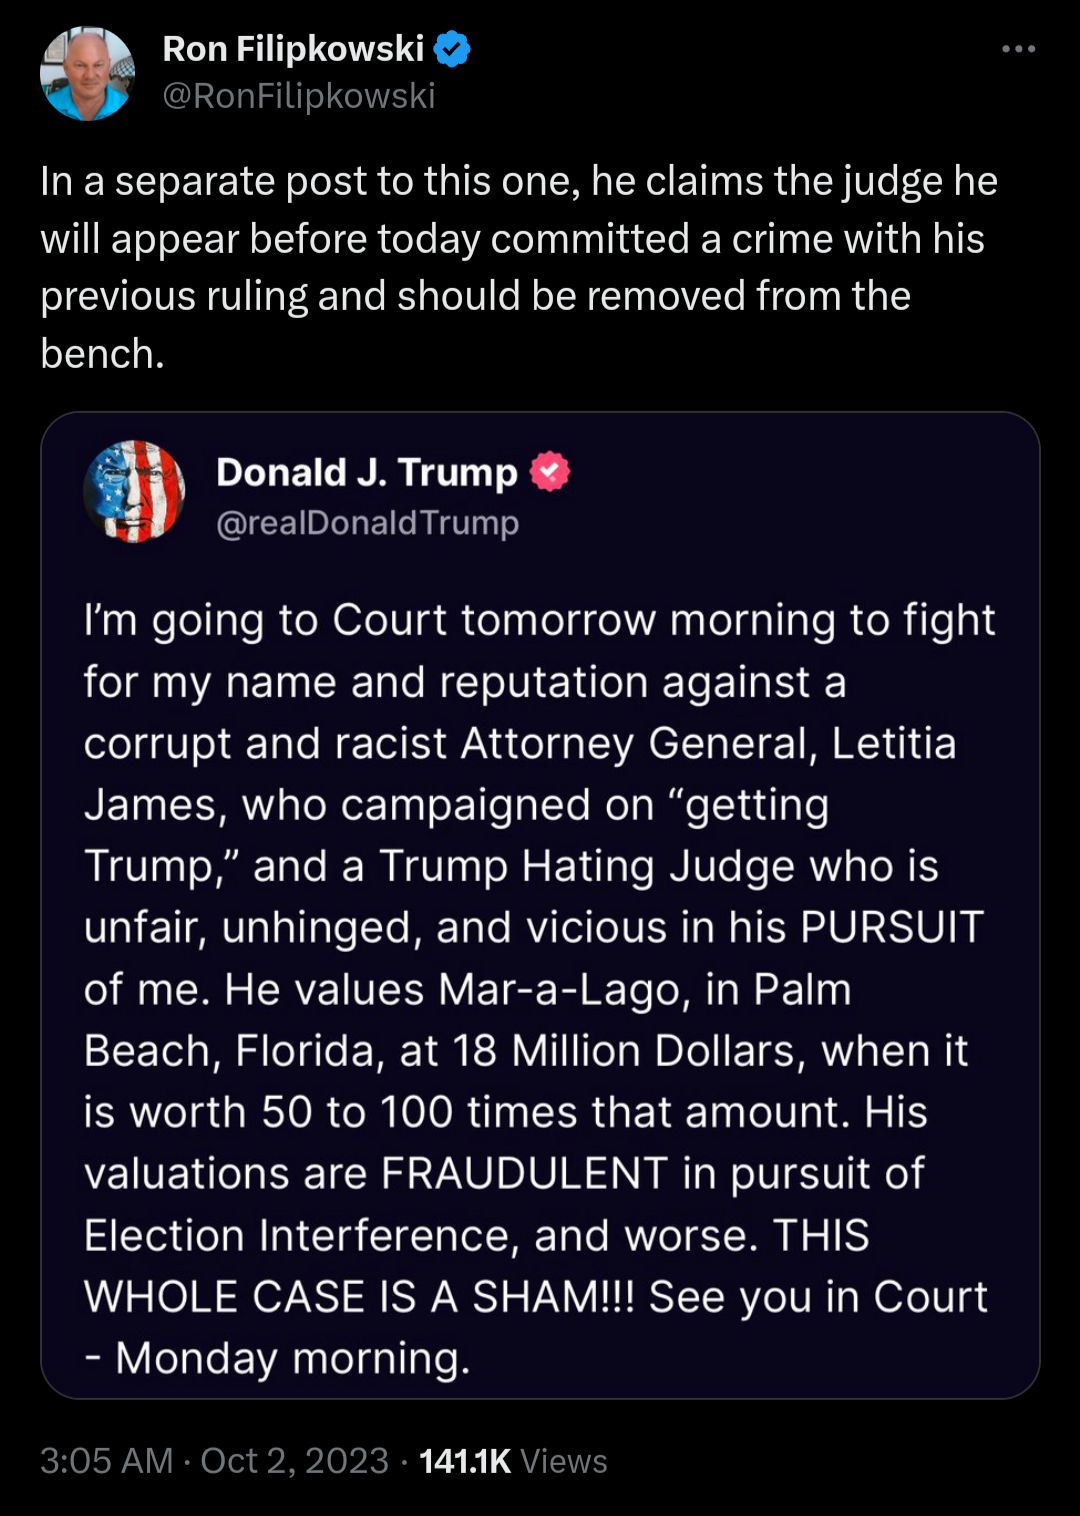 Ron Filipkowski
@RonFilipkowski
In a separate post to this one, he claims the judge he
will appear before today committed a crime with his
previous ruling and should be removed from the
bench.
Donald J. Trump
@realDonaldTrump
I'm going to Court tomorrow morning to fight
for my name and reputation against a
corrupt and racist Attorney General, Letitia
James, who campaigned on “getting
Trump,” and a Trump Hating Judge who is
unfair, unhinged, and vicious in his PURSUIT
of me. He values Mar-a-Lago, in Palm
Beach, Florida, at 18 Million Dollars, when it
is worth 50 to 100 times that amount. His
valuations are FRAUDULENT in pursuit of
Election Interference, and worse. THIS
WHOLE CASE IS A SHAM!!! See you in Court
- Monday morning.
3:05 AM · Oct 2, 2023 · 141.1K Views